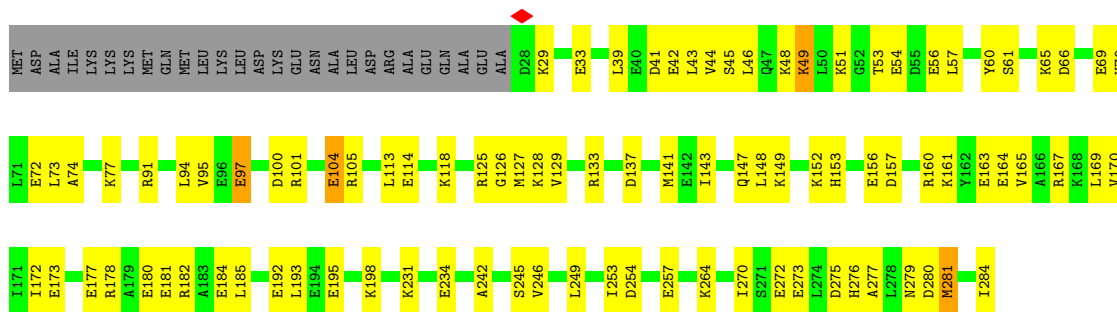 MET ASP ALA ILE LYS LYS LYS MET GLN MET LEU LYS LEU ASP LYS GLU ASN ALA LEU ASP ARG ALA GLU GLN ALA GLU ALA D28 K29 E33 L39 E40 D41 E42 L43 V44 S45 L46 Q47 K48 K49 L50 K51 G52 T53 E54 D55 E56 L57 Y60 S61 K65 D66 E69
L71 E72 L73 A74 K77 R91 L94 V95 E96 E97 D100 R101 E104 R105 L113 E114 K118 R125 G126 M127 K128 V129 R133 D137 M141 E142 I143 Q147 L148 K149 K152 H153 E156 D157 R160 K161 Y162 E163 E164 V165 A166 R167 K168 L169 V170
I171 I172 E173 E177 R178 A179 E180 E181 R182 A183 E184 L185 E192 L193 E194 E195 K198 K231 E234 A242 S245 V246 L249 I253 D254 E257 K264 I270 S271 E272 E273 L274 D275 H276 A277 L278 N279 D280 M281 I284